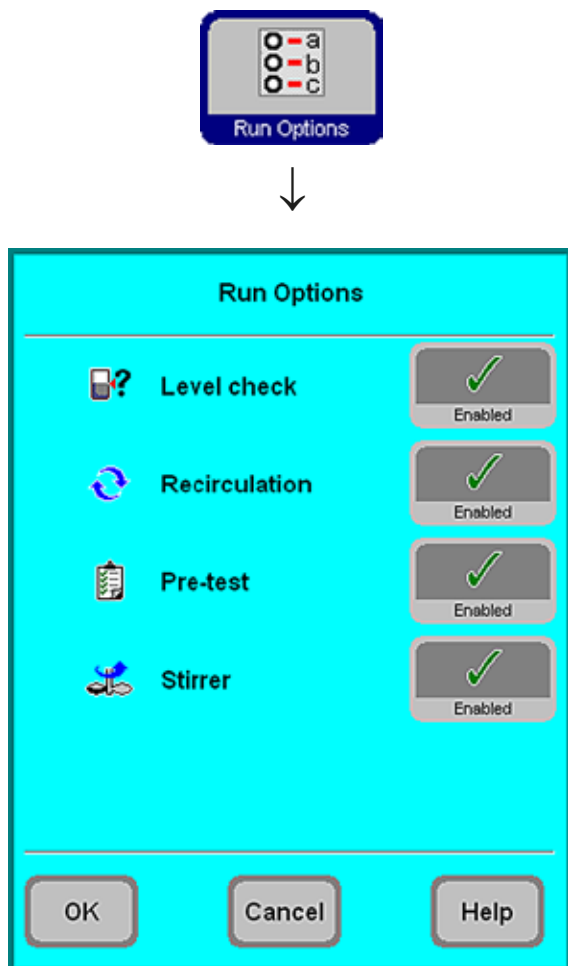 a
b
c
Run Options
Run Options
Level check
Enabled
Recirculation
Enabled
Pre-test
Enabled
Stirrer
Enabled
OK Cancel Help